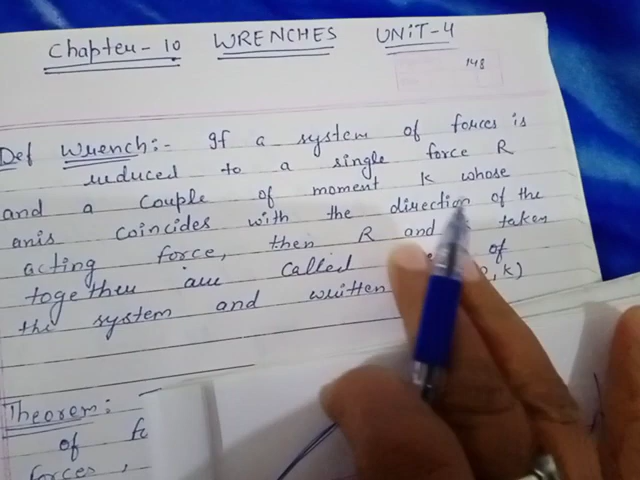 Chapter-10 WRENCHES UNIT-4
148
Def Wrench:- If a system of forces is
reduced to a single force R
and a couple of moment K whose
axis coincides with the direction of the
acting force, then R and taken
together are called of
the system and written , K)
Theorem:
of
forces,